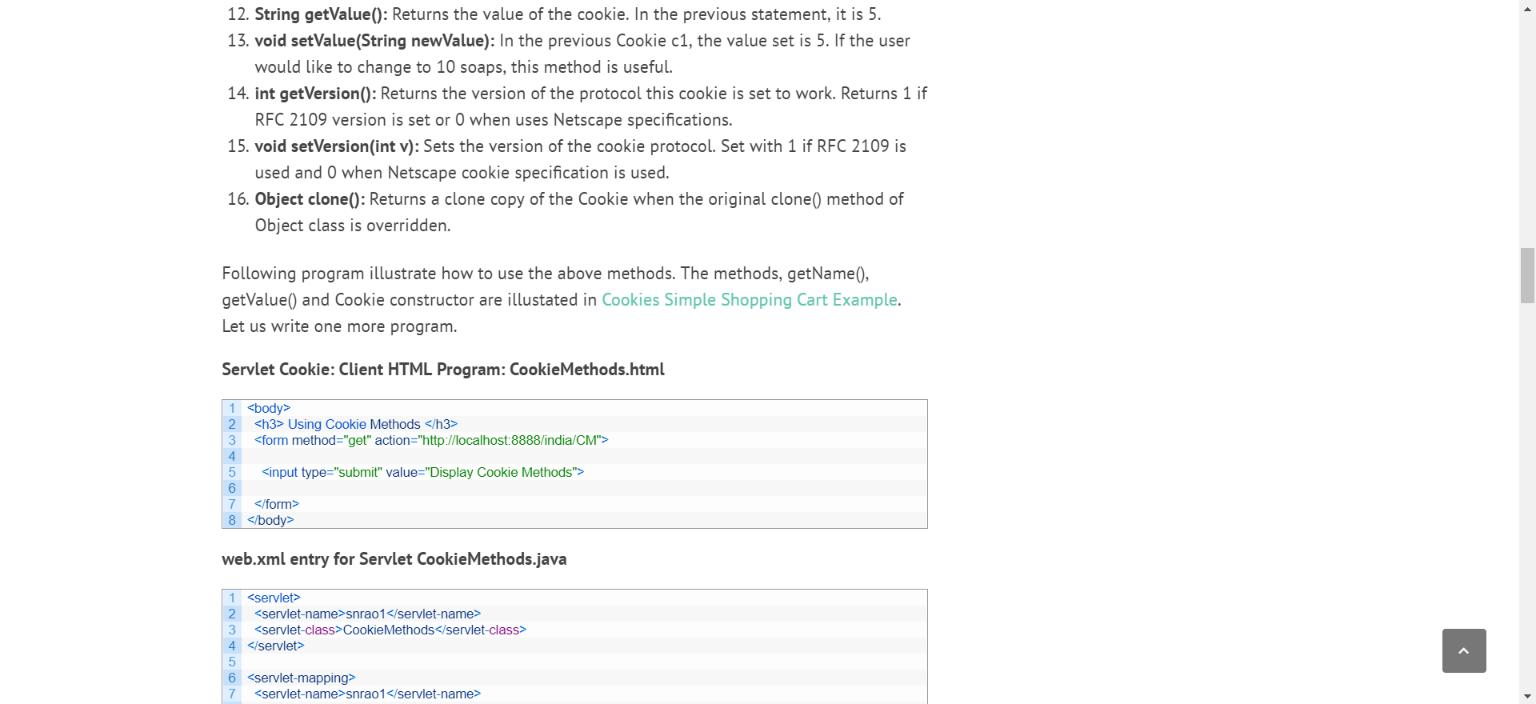 12. String getValue(): Returns the value of the cookie. In the previous statement, it is 5.
13. void setValue(String newValue): In the previous Cookie c1, the value set is 5. If the user
would like to change to 10 soaps, this method is useful.
14. int getVersion(): Returns the version of the protocol this cookie is set to work. Returns 1 if
RFC 2109 version is set or 0 when uses Netscape specifications.
15. void setVersion(int v): Sets the version of the cookie protocol. Set with 1 if RFC 2109 is
used and 0 when Netscape cookie specification is used.
16. Object clone(): Returns a clone copy of the Cookie when the original clone() method of
Object class is overridden.
Following program illustrate how to use the above methods. The methods, getName(),
getValue() and Cookie constructor are illustated in Cookies Simple Shopping Cart Example.
Let us write one more program.
Servlet Cookie: Client HTML Program: CookieMethods.html
1 <body>
2 <h3> Using Cookie Methods </h3>
3 <form method="get" action="http://localhost:8888/india/CM">
4
5 <input type="submit" value="Display Cookie Methods">
6
7 </form>
8 </body>
web.xml entry for Servlet CookieMethods.java
1 <servlet>
2 <servlet-name>snrao1</servlet-name>
3 <servlet-class>CookieMethods</servlet-class>
4 </servlet>
5
6 <servlet-mapping>
7 <servlet-name>snrao1</servlet-name>